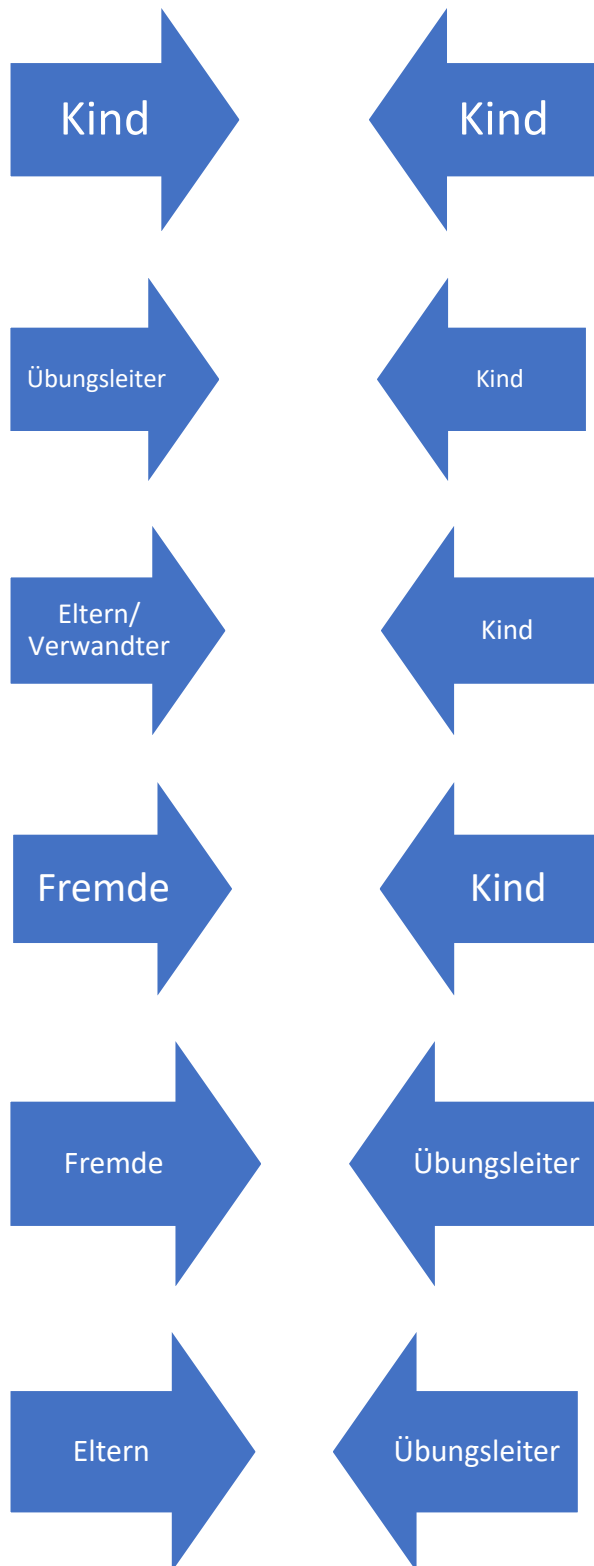 Kind
Kind
Übungsleiter
Kind
Eltern/
Verwandter
Kind
Fremde
Kind
Fremde
Übungsleiter
Eltern
Übungsleiter